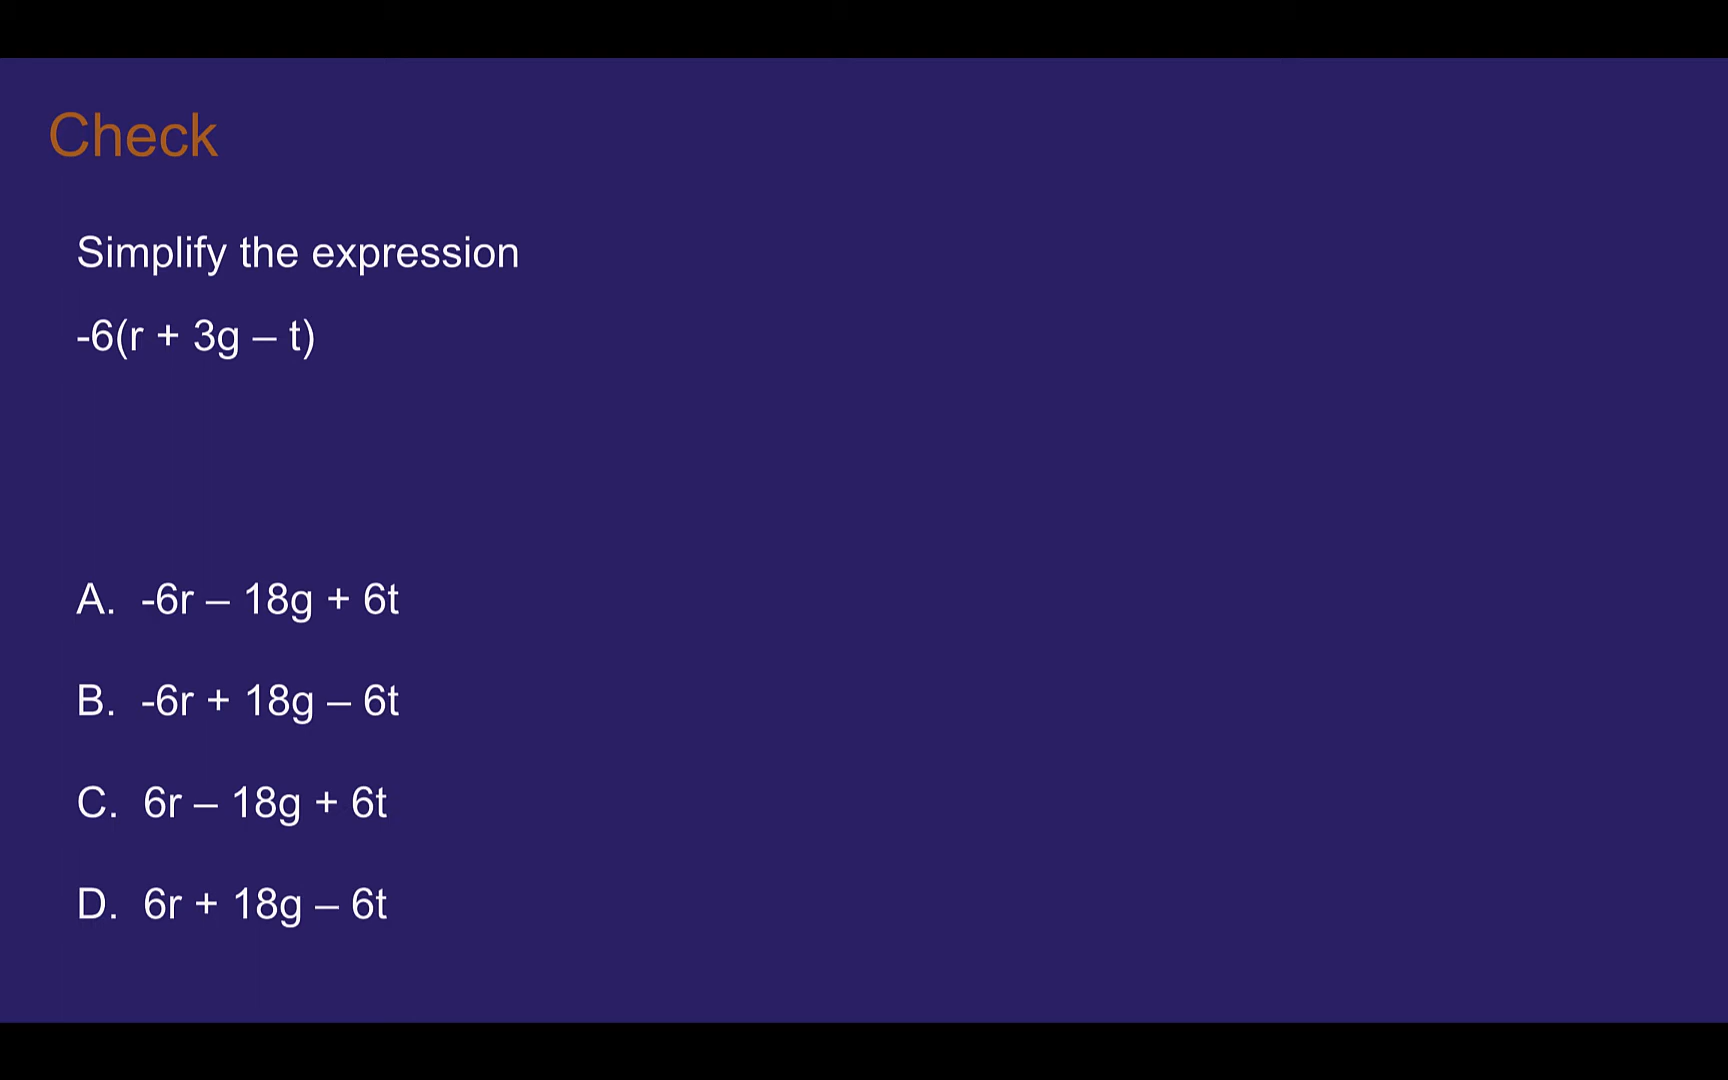 Check
Simplify the expression
-6(r + 3g – t)
A. -6r – 18g + 6t
B. -6r + 18g – 6t
C. 6r – 18g + 6t
D. 6r + 18g – 6t